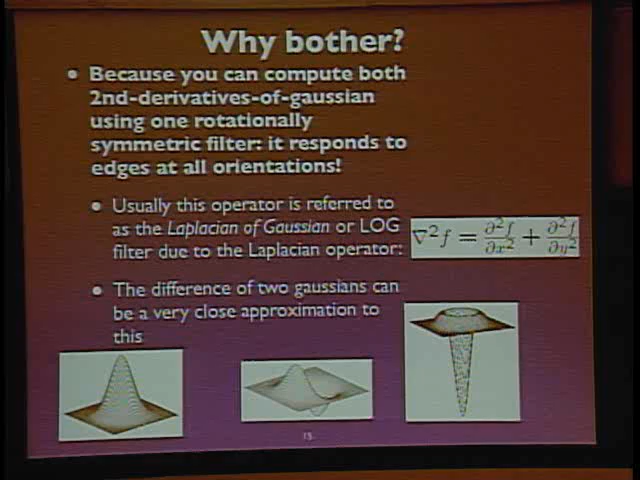 Why bother?
• Because you can compute both
2nd-derivatives-of-gaussian
using one rotationally
symmetric filter: it responds to
edges at all orientations!
• Usually this operator is referred to
as the Laplacian of Gaussian or LOG
filter due to the Laplacian operator:
∇²f = ∂²f/∂x² + ∂²f/∂y²
• The difference of two gaussians can
be a very close approximation to
this
15